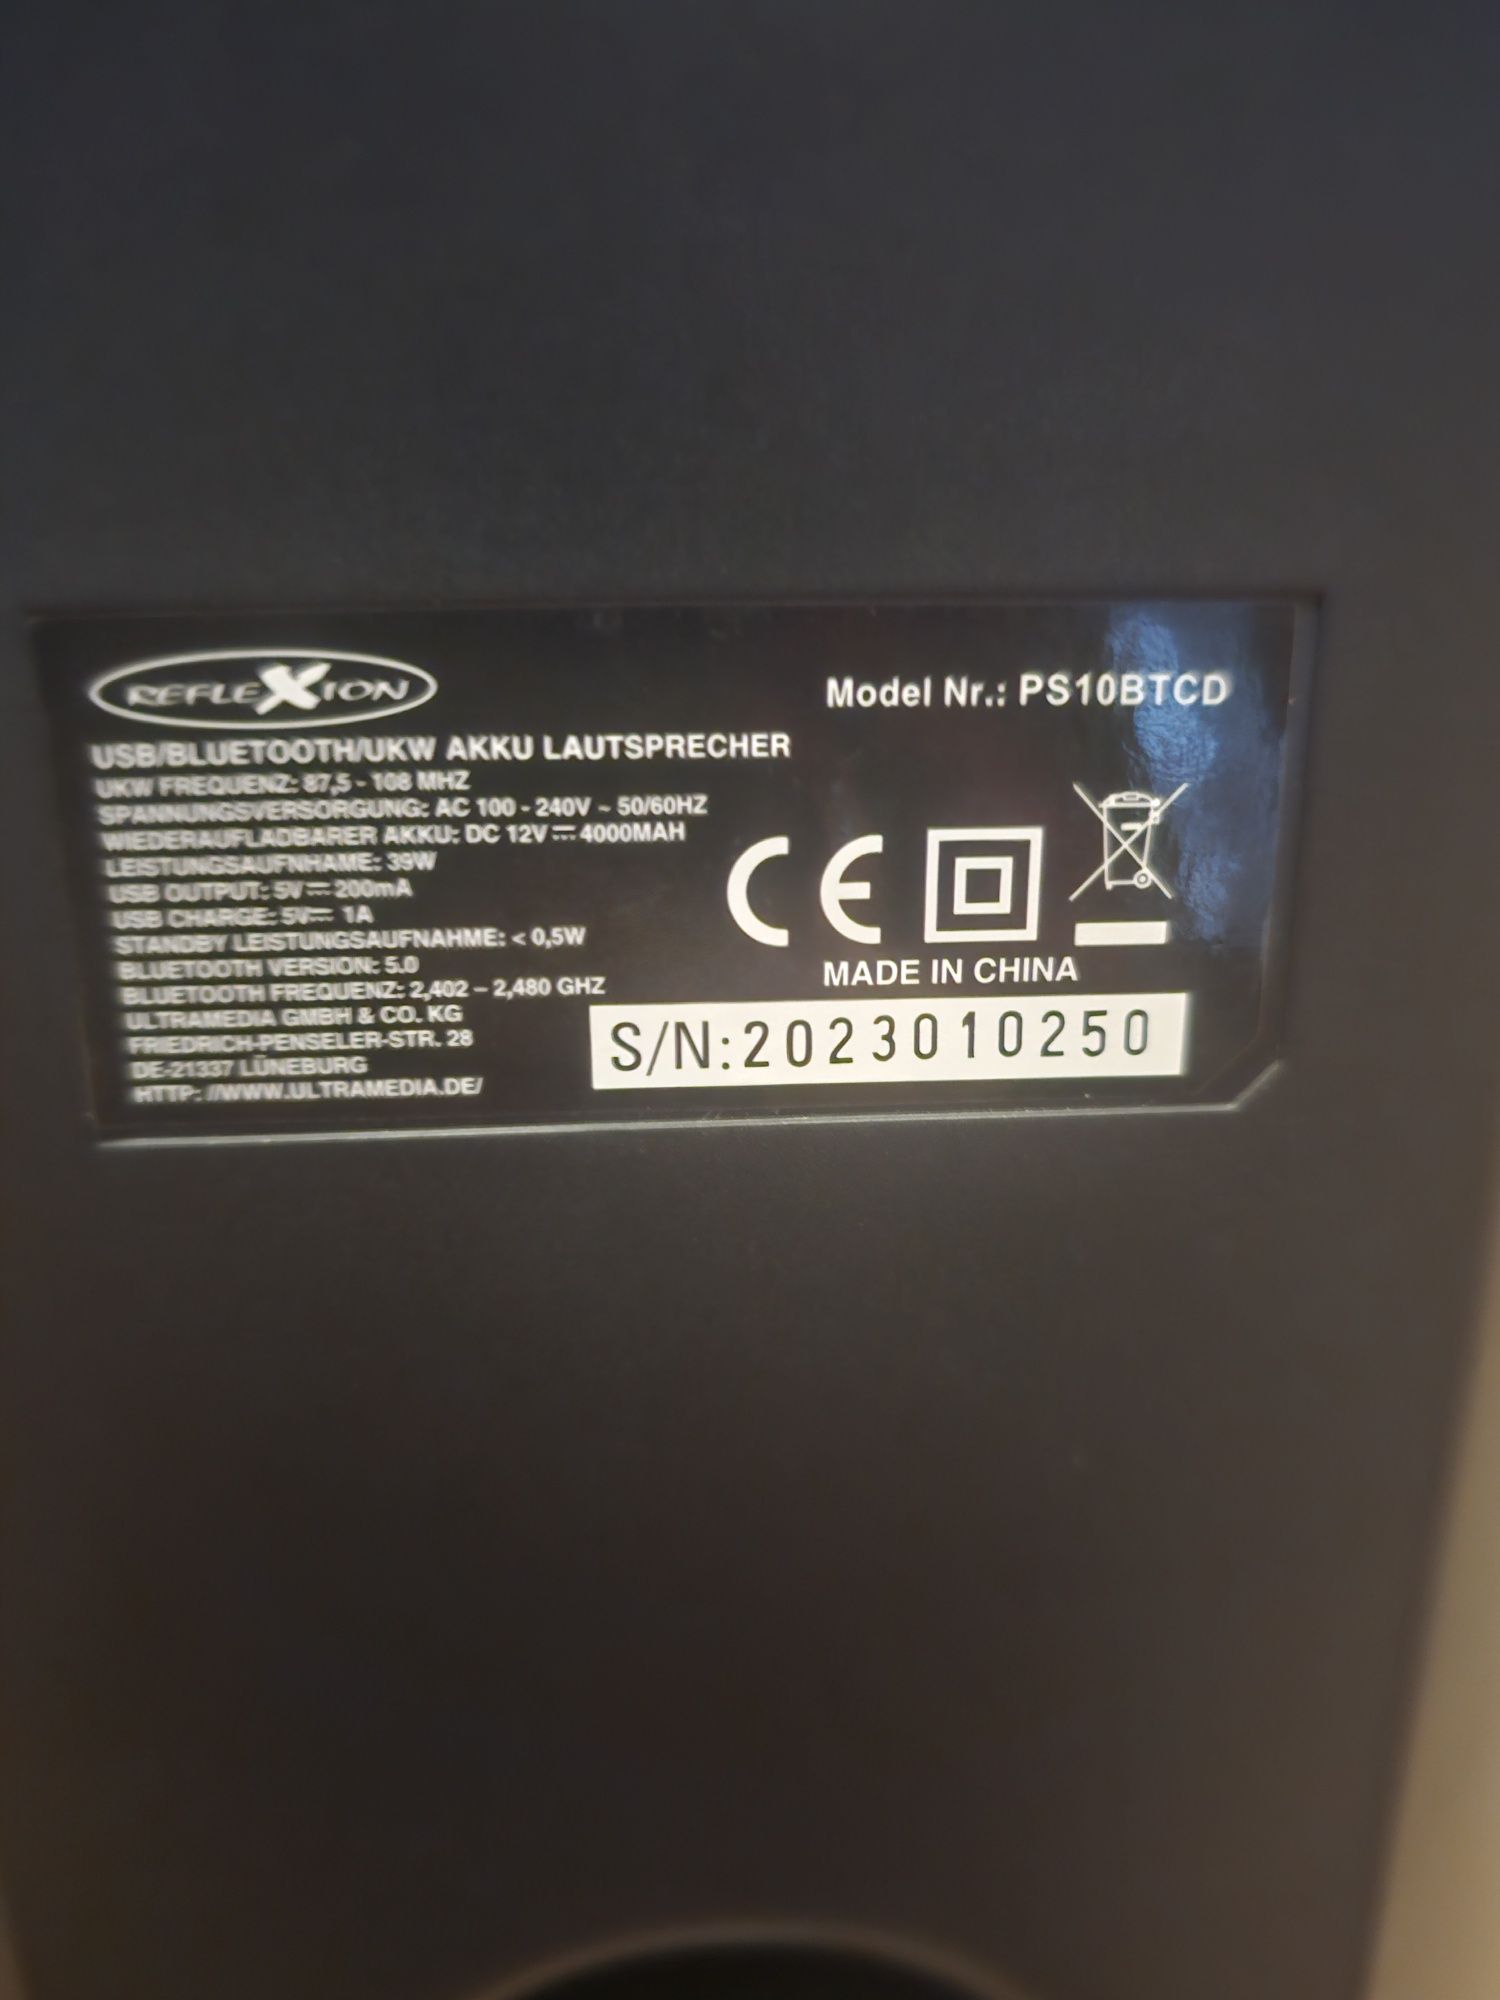 REFLEXION
Model Nr.: PS10BTCD
USB/BLUETOOTH/UKW AKKU LAUTSPRECHER
UKW FREQUENZ: 87,5 - 108 MHZ
SPANNUNGSVERSORGUNG: AC 100 - 240V ~ 50/60HZ
WIEDERAUFLADBARER AKKU: DC 12V ⎓ 4000MAH
LEISTUNGSAUFNHAME: 39W
USB OUTPUT: 5V ⎓ 200mA
USB CHARGE: 5V ⎓ 1A
STANDBY LEISTUNGSAUFNAHME: < 0,5W
BLUETOOTH VERSION: 5.0
BLUETOOTH FREQUENZ: 2,402 – 2,480 GHZ
ULTRAMEDIA GMBH & CO. KG
FRIEDRICH-PENSELER-STR. 28
DE-21337 LÜNEBURG
HTTP: //WWW.ULTRAMEDIA.DE/
CE
MADE IN CHINA
S/N:2023010250